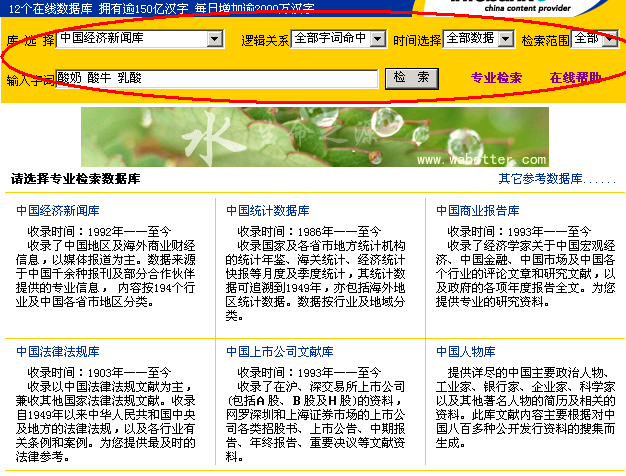 12个在线数据库 拥有逾150亿汉字 每日增加逾2000万汉字
china content provider
库 选 择 中国经济新闻库 逻辑关系 全部字词命中 时间选择 全部数据 检索范围 全部
输入字词 酸奶 酸牛 乳酸 检 索 专业检索 在线帮助
水 生命之源
www.wabetter.com
请选择专业检索数据库 其它参考数据库......
中国经济新闻库
收录时间：1992年——至今
收录了中国地区及海外商业财经
信息，以媒体报道为主。数据来源
于中国千余种报刊及部分合作伙伴
提供的专业信息， 内容按194个行
业及中国各省市地区分类。
中国统计数据库
收录时间：1986年——至今
收录国家及各省市地方统计机构
的统计年鉴、海关统计、经济统计
快报等月度及季度统计，其统计数
据可追溯到1949年，亦包括海外地
区统计数据。数据按行业及地域分
类。
中国商业报告库
收录时间：1993年——至今
收录了经济学家关于中国宏观经
济、中国金融、中国市场及中国各
个行业的评论文章和研究文献，以
及政府的各项年度报告全文。为您
提供专业的研究资料。
中国法律法规库
收录时间：1903年——至今
收录以中国法律法规文献为主，
兼收其他国家法律法规文献。收录
自1949年以来中华人民共和国中央
及地方的法律法规，以及各行业有
关条例和案例。为您提供最及时的
法律参考。
中国上市公司文献库
收录时间：1993年——至今
收录了在沪、深交易所上市公司
(包括A股、B股及H股)的资料，
网罗深圳和上海证券市场的上市公
司各类招股书、上市公告、中期报
告、年终报告、重要决议等文献资
料。
中国人物库
提供详尽的中国主要政治人物、
工业家、银行家、企业家、科学家
以及其他著名人物的简历及相关的
资料。此库文献内容主要根据对中
国八百多种公开发行资料的搜集而
生成。